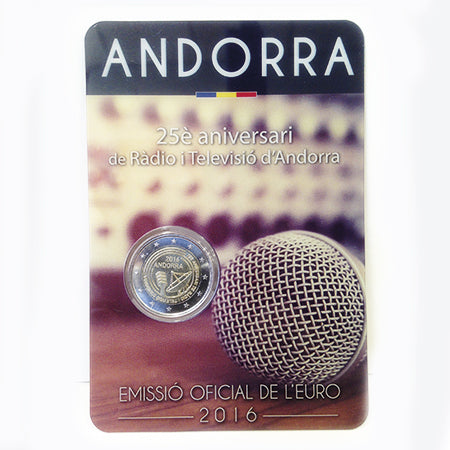 ANDORRA
25è aniversari
de Ràdio i Televisió d'Andorra
2016
ANDORRA
EMISSIÓ OFICIAL DE L'EURO
2016